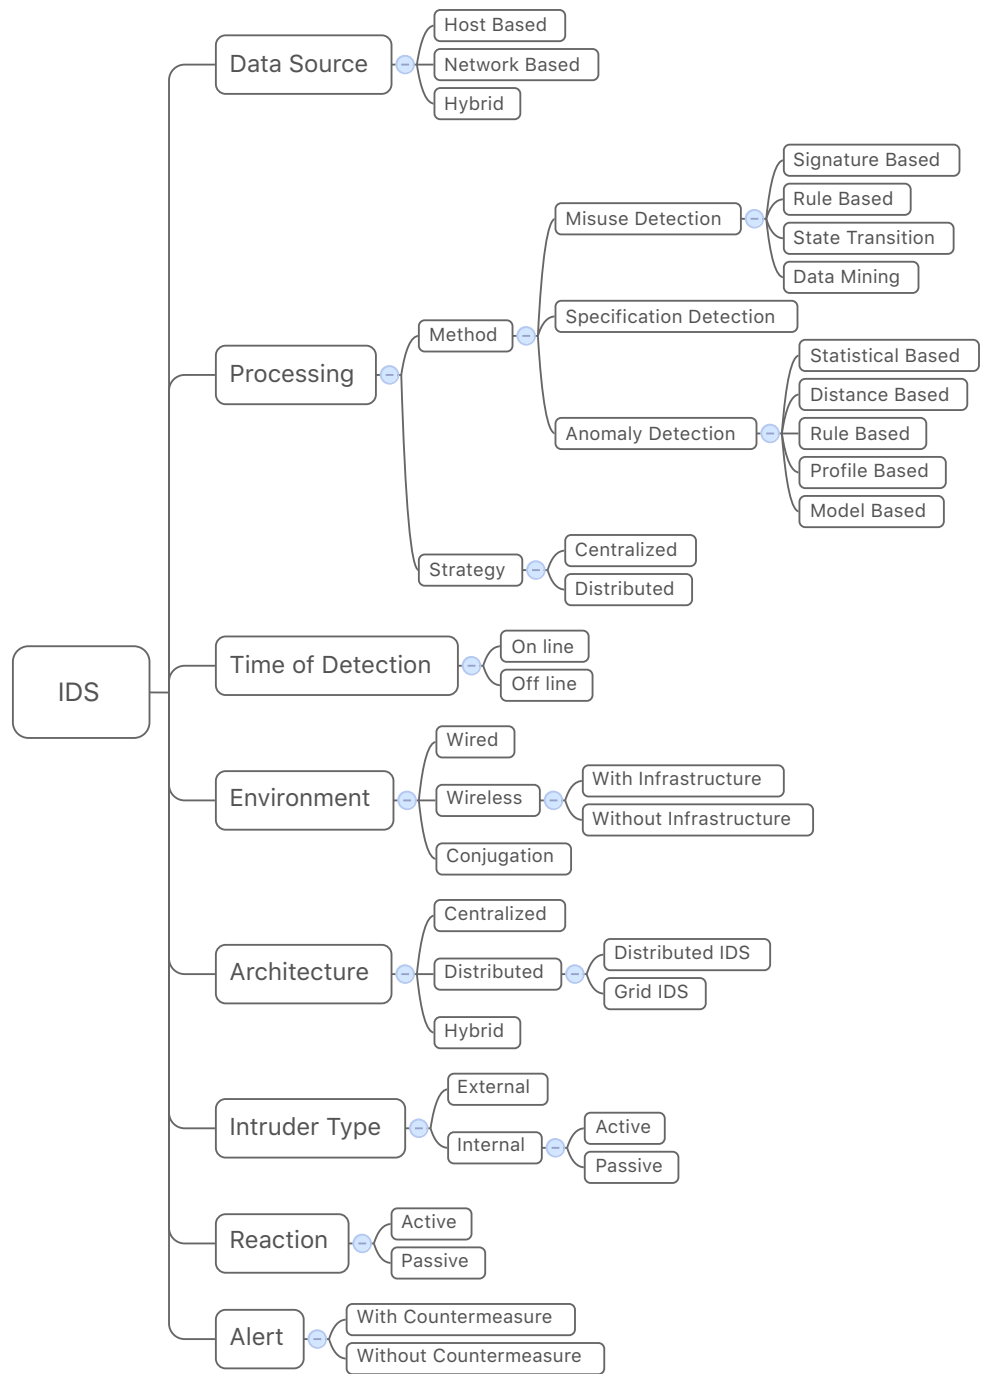 Host Based
Data Source
Network Based
Hybrid
Signature Based
Rule Based
Misuse Detection
State Transition
Data Mining
Specification Detection
Method
Statistical Based
Processing
Distance Based
Anomaly Detection
Rule Based
Profile Based
Model Based
Centralized
Strategy
Distributed
On line
Time of Detection
Off line
IDS
Wired
With Infrastructure
Environment
Wireless
Without Infrastructure
Conjugation
Centralized
Distributed IDS
Architecture
Distributed
Grid IDS
Hybrid
External
Intruder Type
Active
Internal
Passive
Active
Reaction
Passive
With Countermeasure
Alert
Without Countermeasure